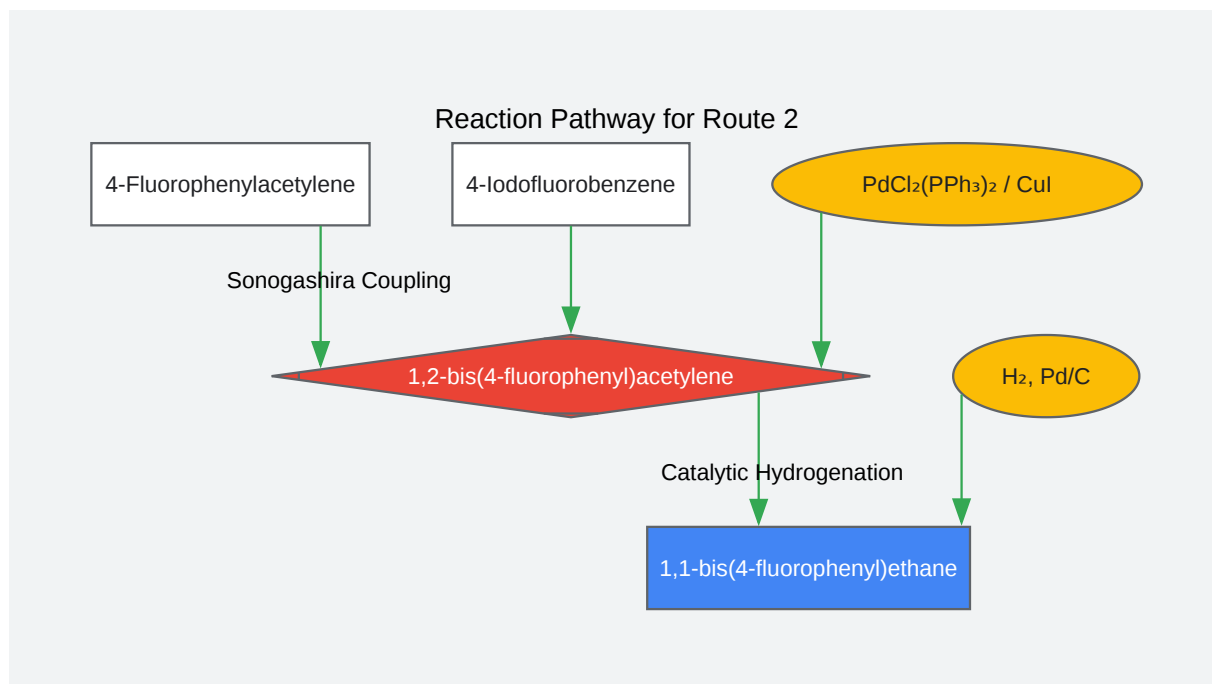 Reaction Pathway for Route 2
4-Fluorophenylacetylene
4-Iodofluorobenzene
PdCl₂(PPh₃)₂ / CuI
Sonogashira Coupling
1,2-bis(4-fluorophenyl)acetylene
H₂, Pd/C
Catalytic Hydrogenation
1,1-bis(4-fluorophenyl)ethane